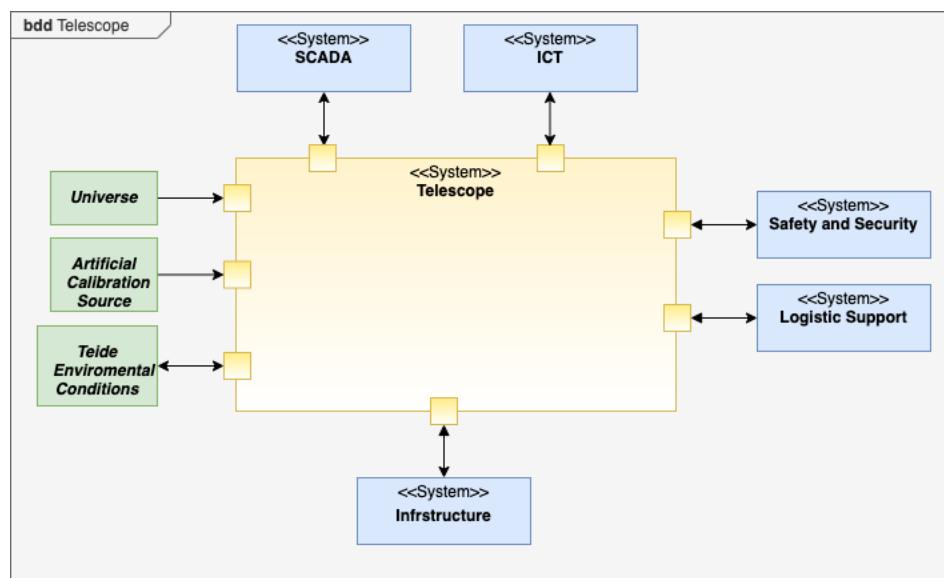 bdd Telescope
<<System>>
SCADA
<<System>>
ICT
<<System>>
Telescope
Universe
Artificial
Calibration
Source
Teide
Enviromental
Conditions
<<System>>
Safety and Security
<<System>>
Logistic Support
<<System>>
Infrstructure